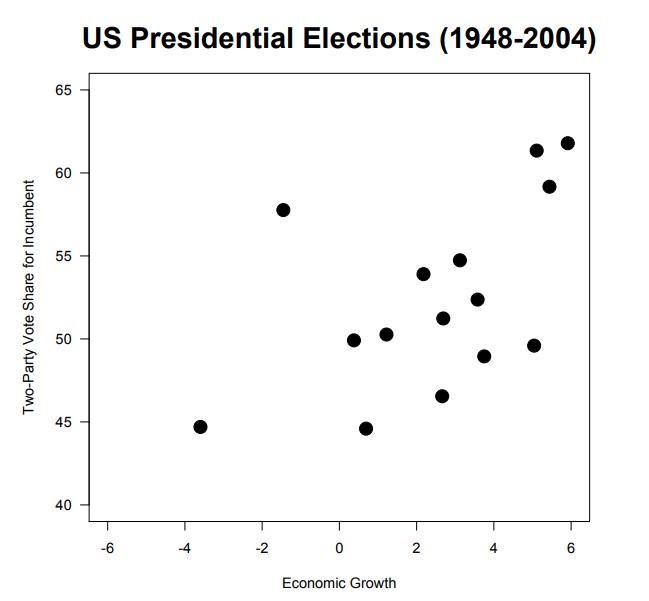 US Presidential Elections (1948-2004)
Two-Party Vote Share for Incumbent
65
60
55
50
45
40
-6 -4 -2 0 2 4 6
Economic Growth